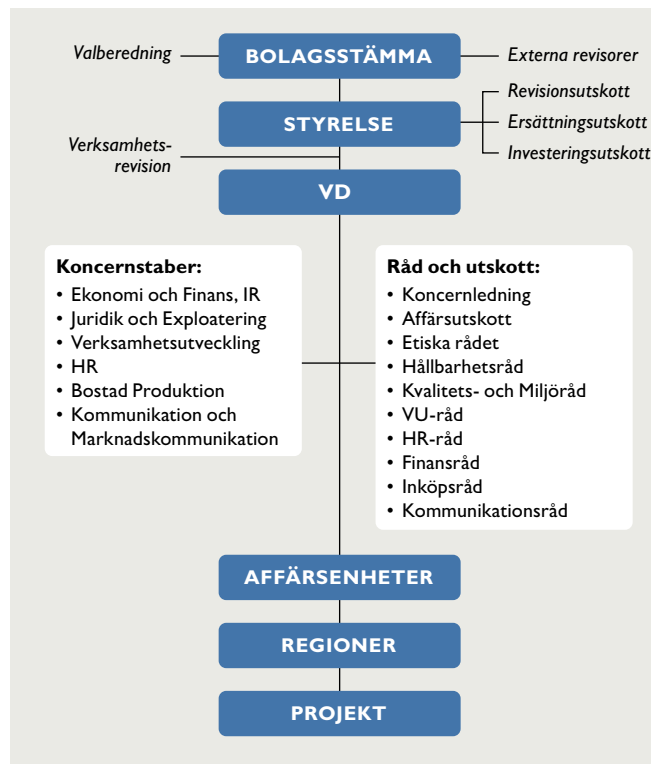 Valberedning
BOLAGSSTÄMMA
Externa revisorer
STYRELSE
Revisionsutskott
Ersättningsutskott
Investeringsutskott
Verksamhets-
revision
VD
Koncernstaber:
• Ekonomi och Finans, IR
• Juridik och Exploatering
• Verksamhetsutveckling
• HR
• Bostad Produktion
• Kommunikation och
Marknadskommunikation
Råd och utskott:
• Koncernledning
• Affärsutskott
• Etiska rådet
• Hållbarhetsråd
• Kvalitets- och Miljöråd
• VU-råd
• HR-råd
• Finansråd
• Inköpsråd
• Kommunikationsråd
AFFÄRSENHETER
REGIONER
PROJEKT